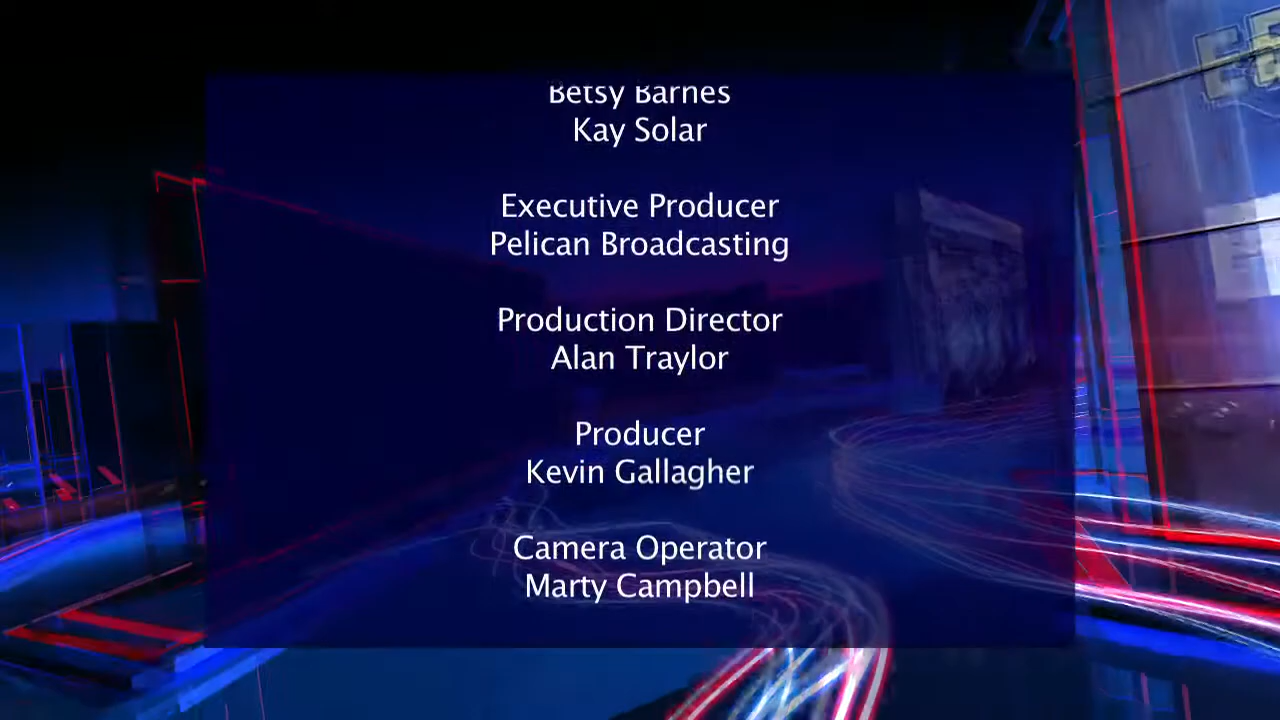 Betsy Barnes
Kay Solar
Executive Producer
Pelican Broadcasting
Production Director
Alan Traylor
Producer
Kevin Gallagher
Camera Operator
Marty Campbell